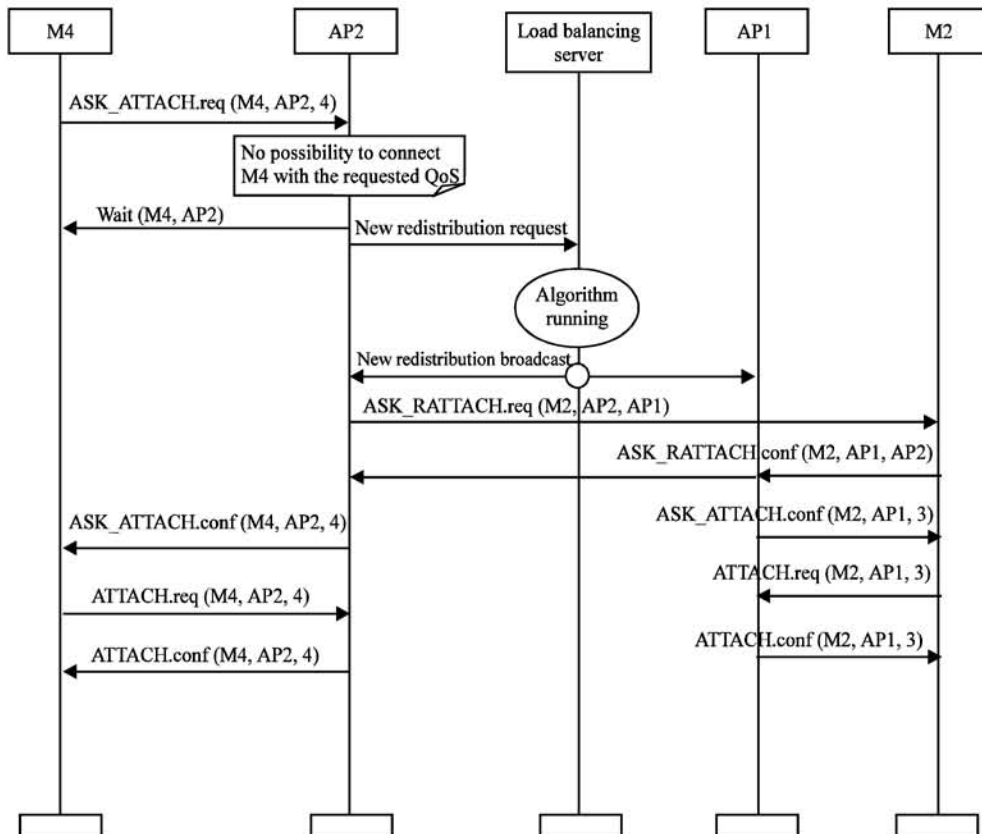 M4
AP2
Load balancing
server
AP1
M2
ASK_ATTACH.req (M4, AP2, 4)
No possibility to connect
M4 with the requested QoS
Wait (M4, AP2)
New redistribution request
Algorithm
running
New redistribution broadcast
ASK_RATTACH.req (M2, AP2, AP1)
ASK_RATTACH.conf (M2, AP1, AP2)
ASK_ATTACH.conf (M4, AP2, 4)
ASK_ATTACH.conf (M2, AP1, 3)
ATTACH.req (M2, AP1, 3)
ATTACH.req (M4, AP2, 4)
ATTACH.conf (M2, AP1, 3)
ATTACH.conf (M4, AP2, 4)